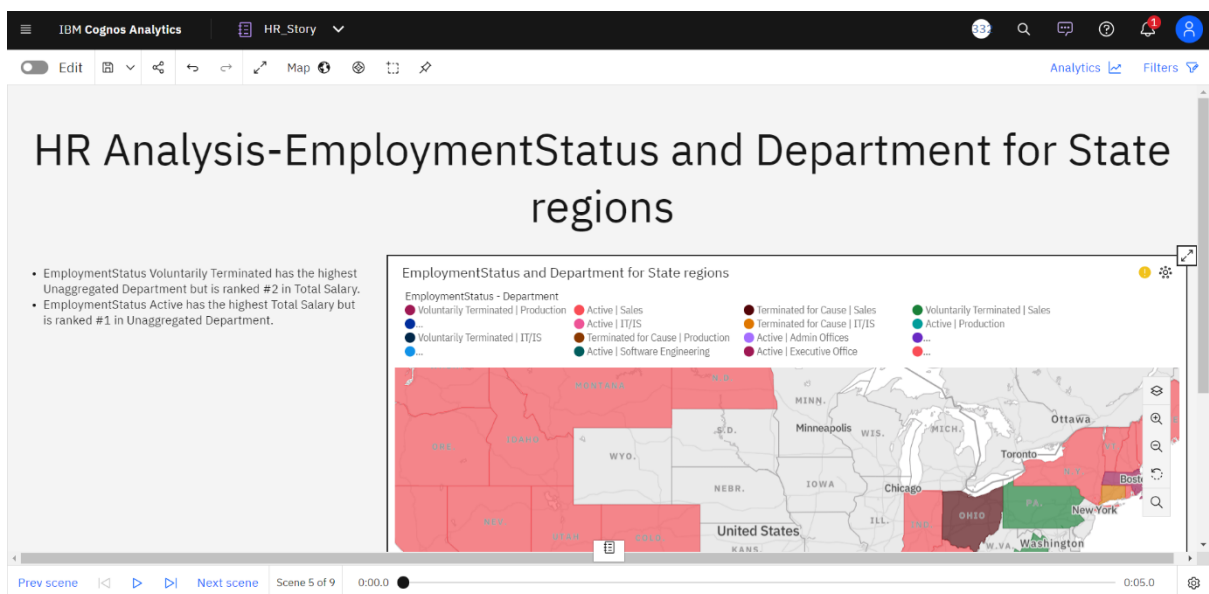 IBM Cognos Analytics
HR_Story
332
1
Edit
Map
Analytics
Filters
HR Analysis-EmploymentStatus and Department for State
regions
• EmploymentStatus Voluntarily Terminated has the highest
Unaggregated Department but is ranked #2 in Total Salary.
• EmploymentStatus Active has the highest Total Salary but
is ranked #1 in Unaggregated Department.
EmploymentStatus and Department for State regions
EmploymentStatus - Department
Voluntarily Terminated | Production
Active | Sales
Terminated for Cause | Sales
Voluntarily Terminated | Sales
...
Active | IT/IS
Terminated for Cause | IT/IS
Active | Production
Voluntarily Terminated | IT/IS
Terminated for Cause | Production
Active | Admin Offices
...
...
Active | Software Engineering
Active | Executive Office
...
MONTANA
N.D.
MINN.
Ottawa
S.D.
Minneapolis
WIS.
MICH.
ORE.
IDAHO
WYO.
Toronto
N.Y.
Bost
NEBR.
IOWA
Chicago
New York
PA.
NEV.
UTAH
COLO.
United States
ILL.
IND.
OHIO
KANS.
W.VA.
Washington
Prev scene
Next scene
Scene 5 of 9
0:00.0
0:05.0